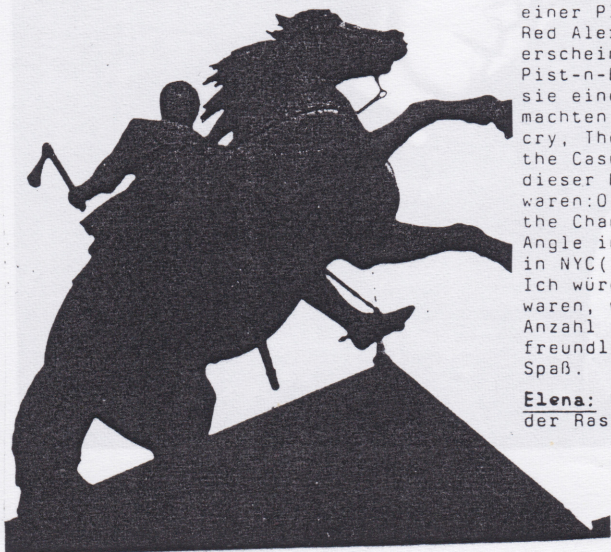 einer P
Red Ale
erschein
Pist-n-
sie eine
machten
cry, Th
the Cas
dieser
waren:O
the Cha
Angle i
in NYC(
Ich wür
waren,
Anzahl
freundl
Spaß.
Elena:
der Ras